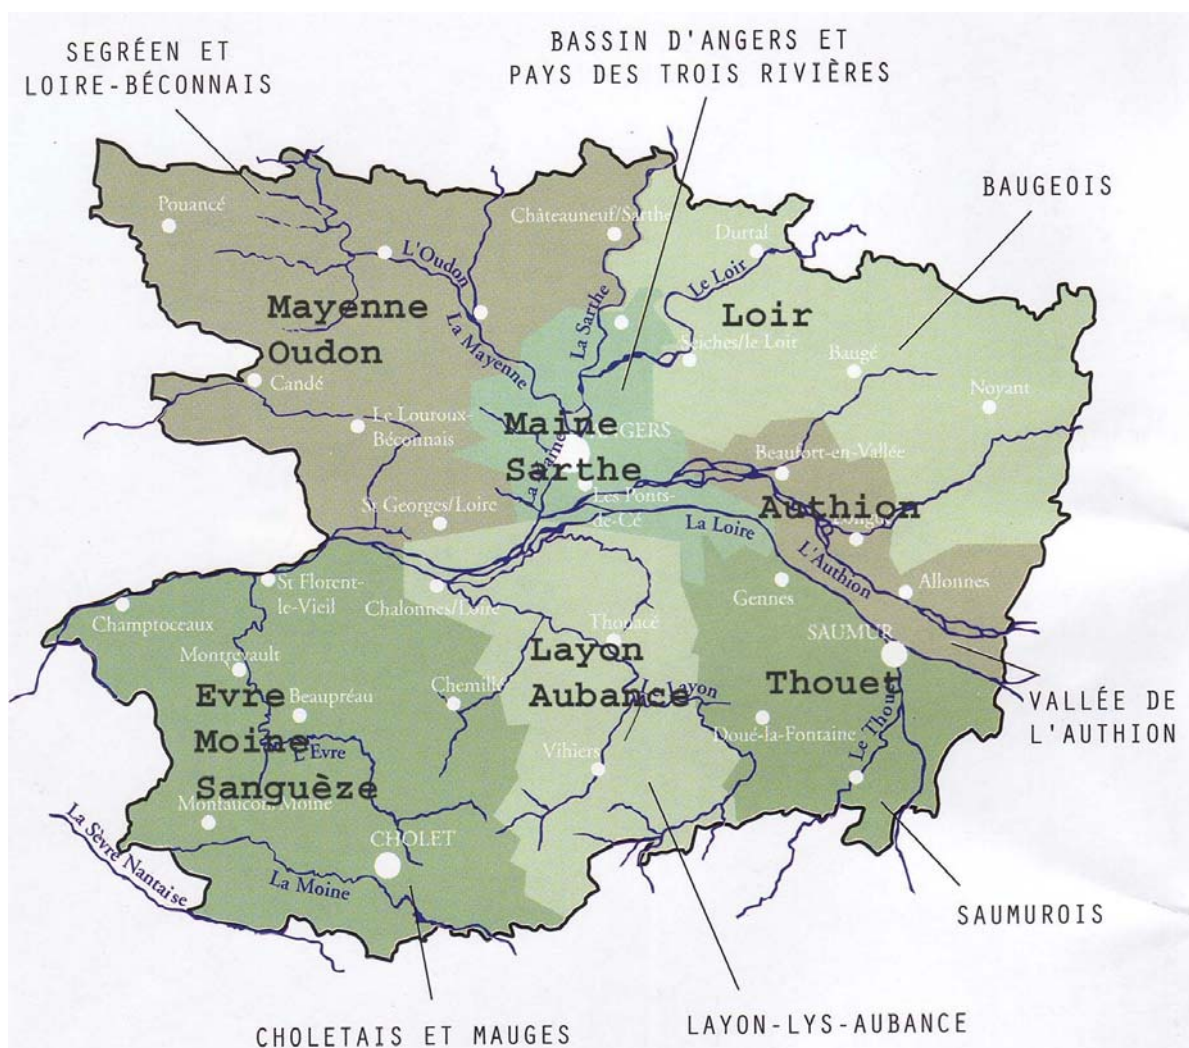 SEGRÉEN ET
LOIRE-BÉCONNAIS
BASSIN D'ANGERS ET
PAYS DES TROIS RIVIÈRES
BAUGEOIS
Pouancé
Châteauneuf/Sarthe
Durtal
L'Oudon
Le Loir
Mayenne
Oudon
La Mayenne
La Sarthe
Loir
Seiches/le Loir
Baugé
Noyant
Candé
Le Louroux-
Béconnais
Maine
Sarthe
ANGERS
La Maine
Beaufort-en-Vallée
St Georges/Loire
Les Ponts-
de-Cé
La Loire
Authion
Longué
L'Authion
Allonnes
St Florent-
le-Vieil
Chalonnes/Loire
Gennes
Champtoceaux
Thouacé
SAUMUR
Montrevault
Layon
Aubance
Le Layon
Thouet
Le Thouet
Evre
Moine
Sanguèze
Beaupréau
Chemillé
L'Evre
Vihiers
Doué-la-Fontaine
VALLÉE DE
L'AUTHION
Montfaucon/Moine
La Sèvre Nantaise
CHOLET
La Moine
SAUMUROIS
LAYON-LYS-AUBANCE
CHOLETAIS ET MAUGES